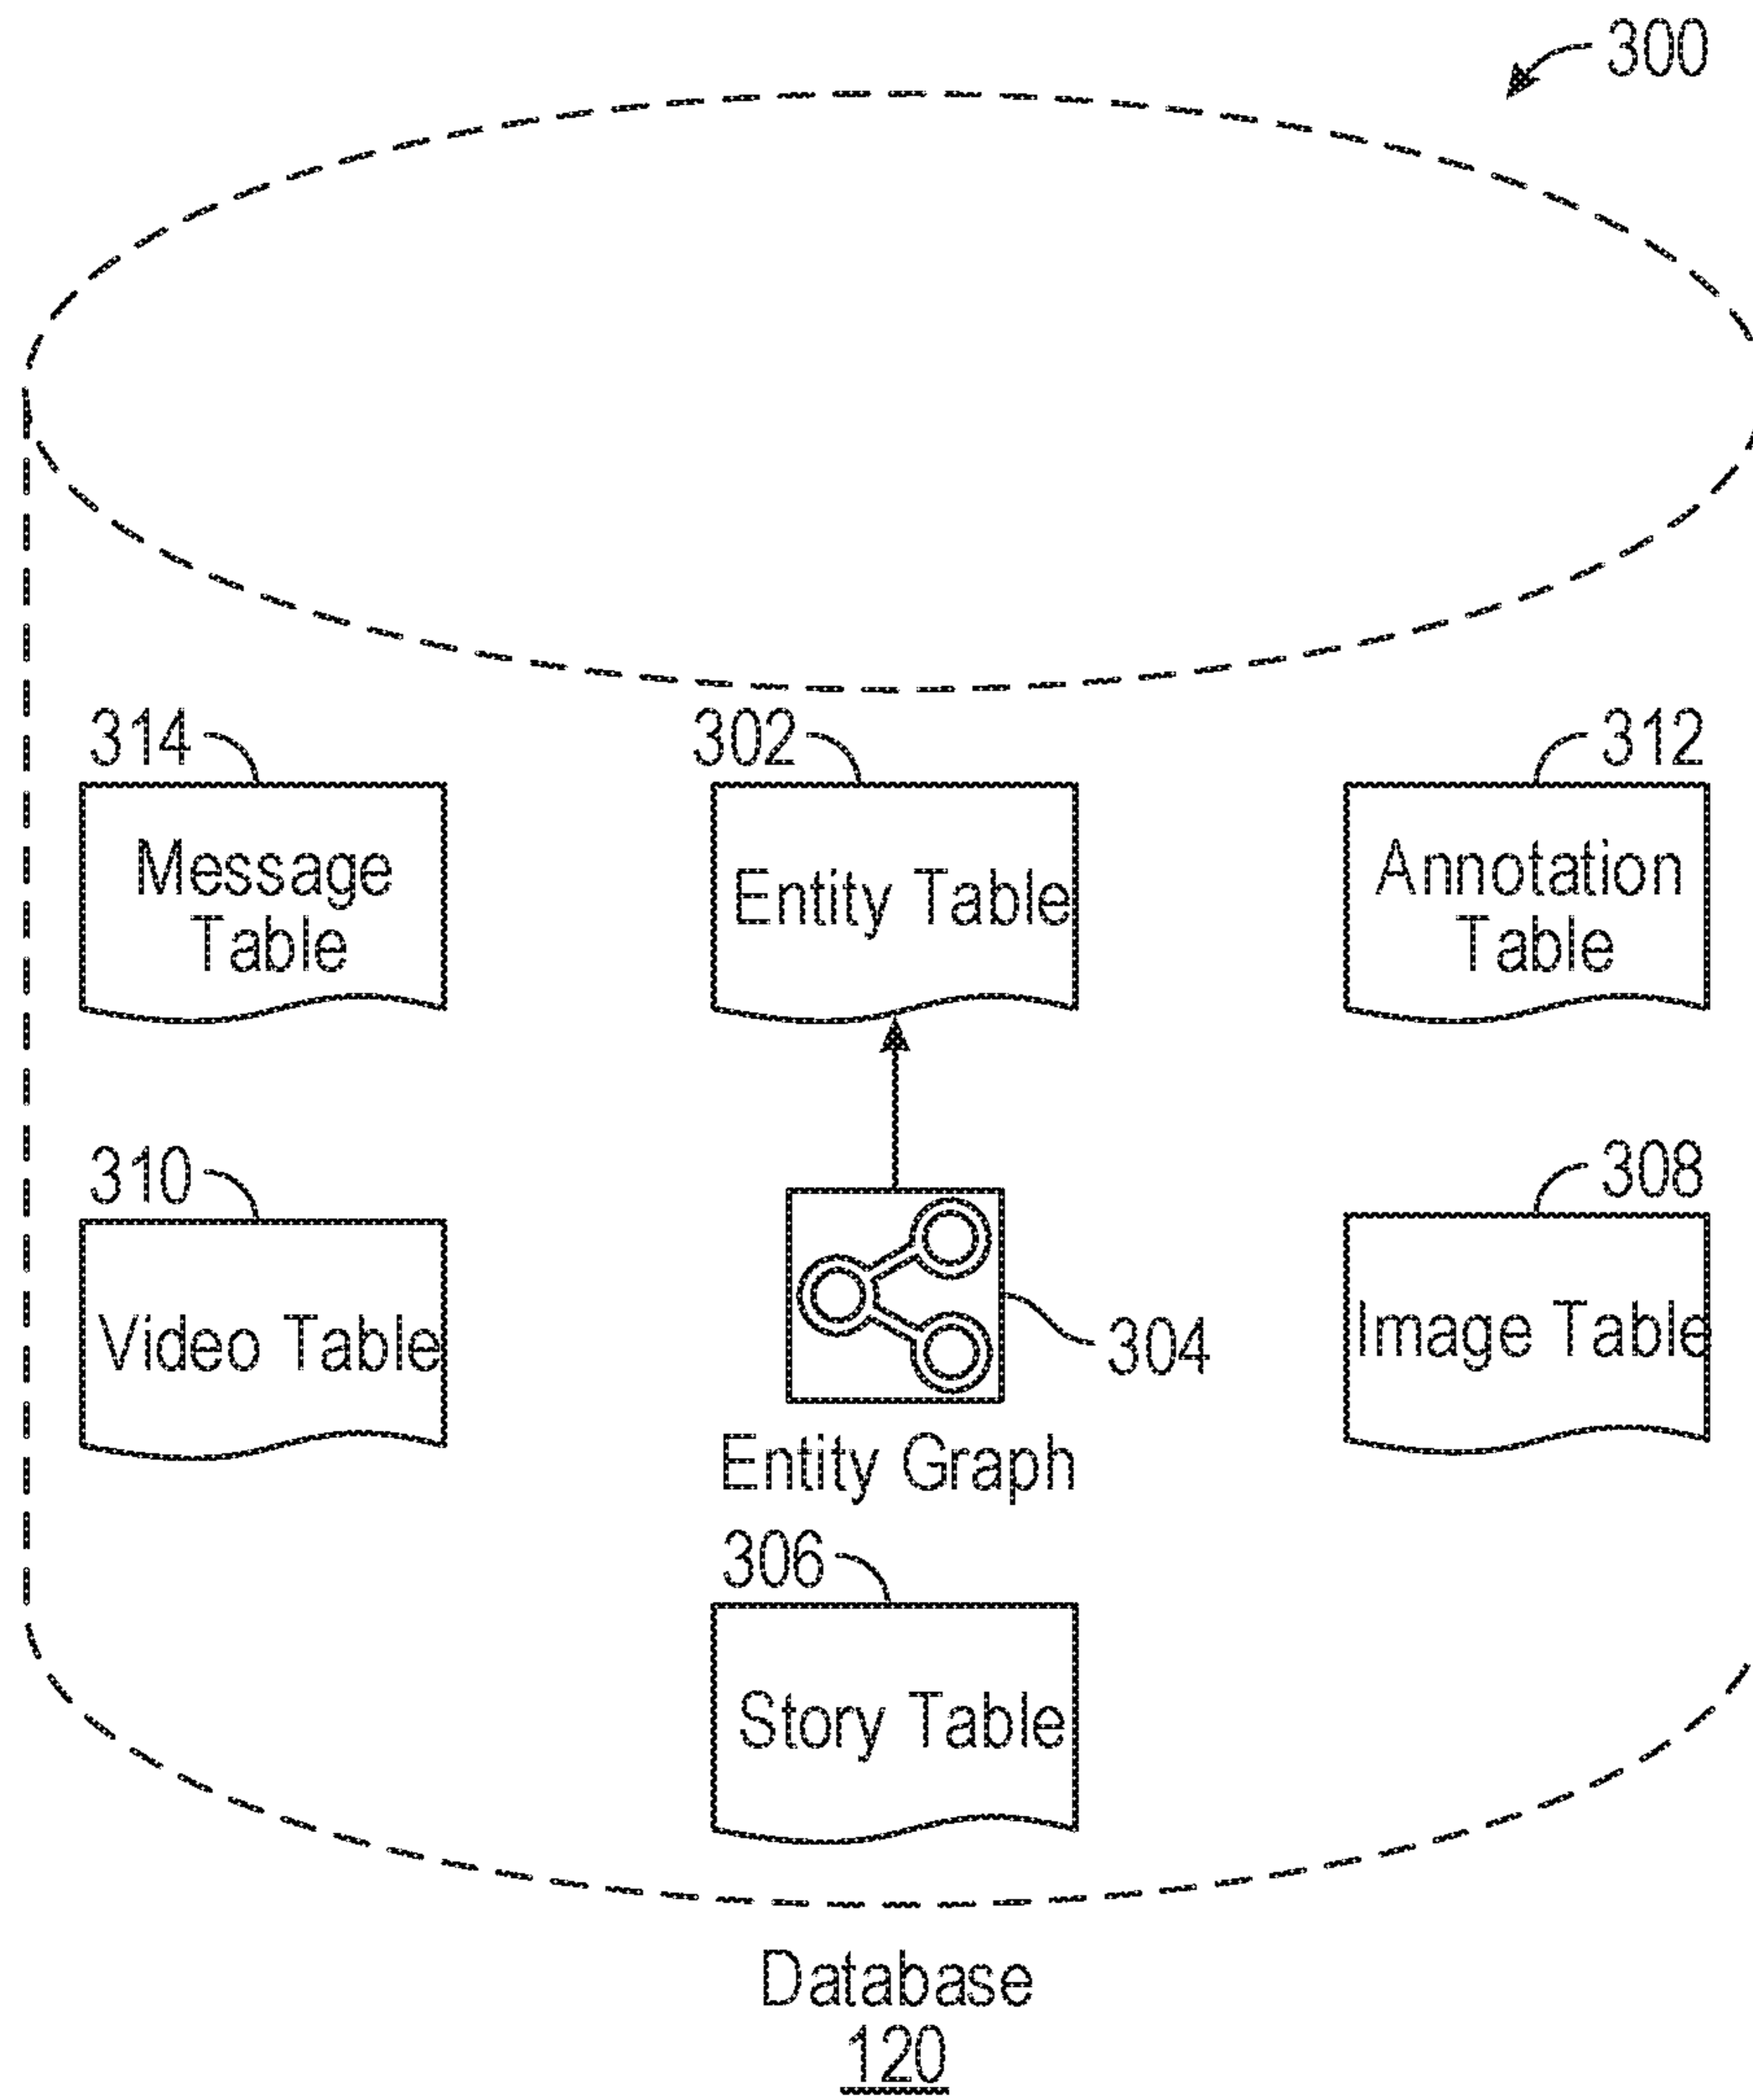 300
314
302
312
Message
Table
Entity Table
Annotation
Table
310
308
Video Table
304
Image Table
Entity Graph
306
Story Table
Database
120